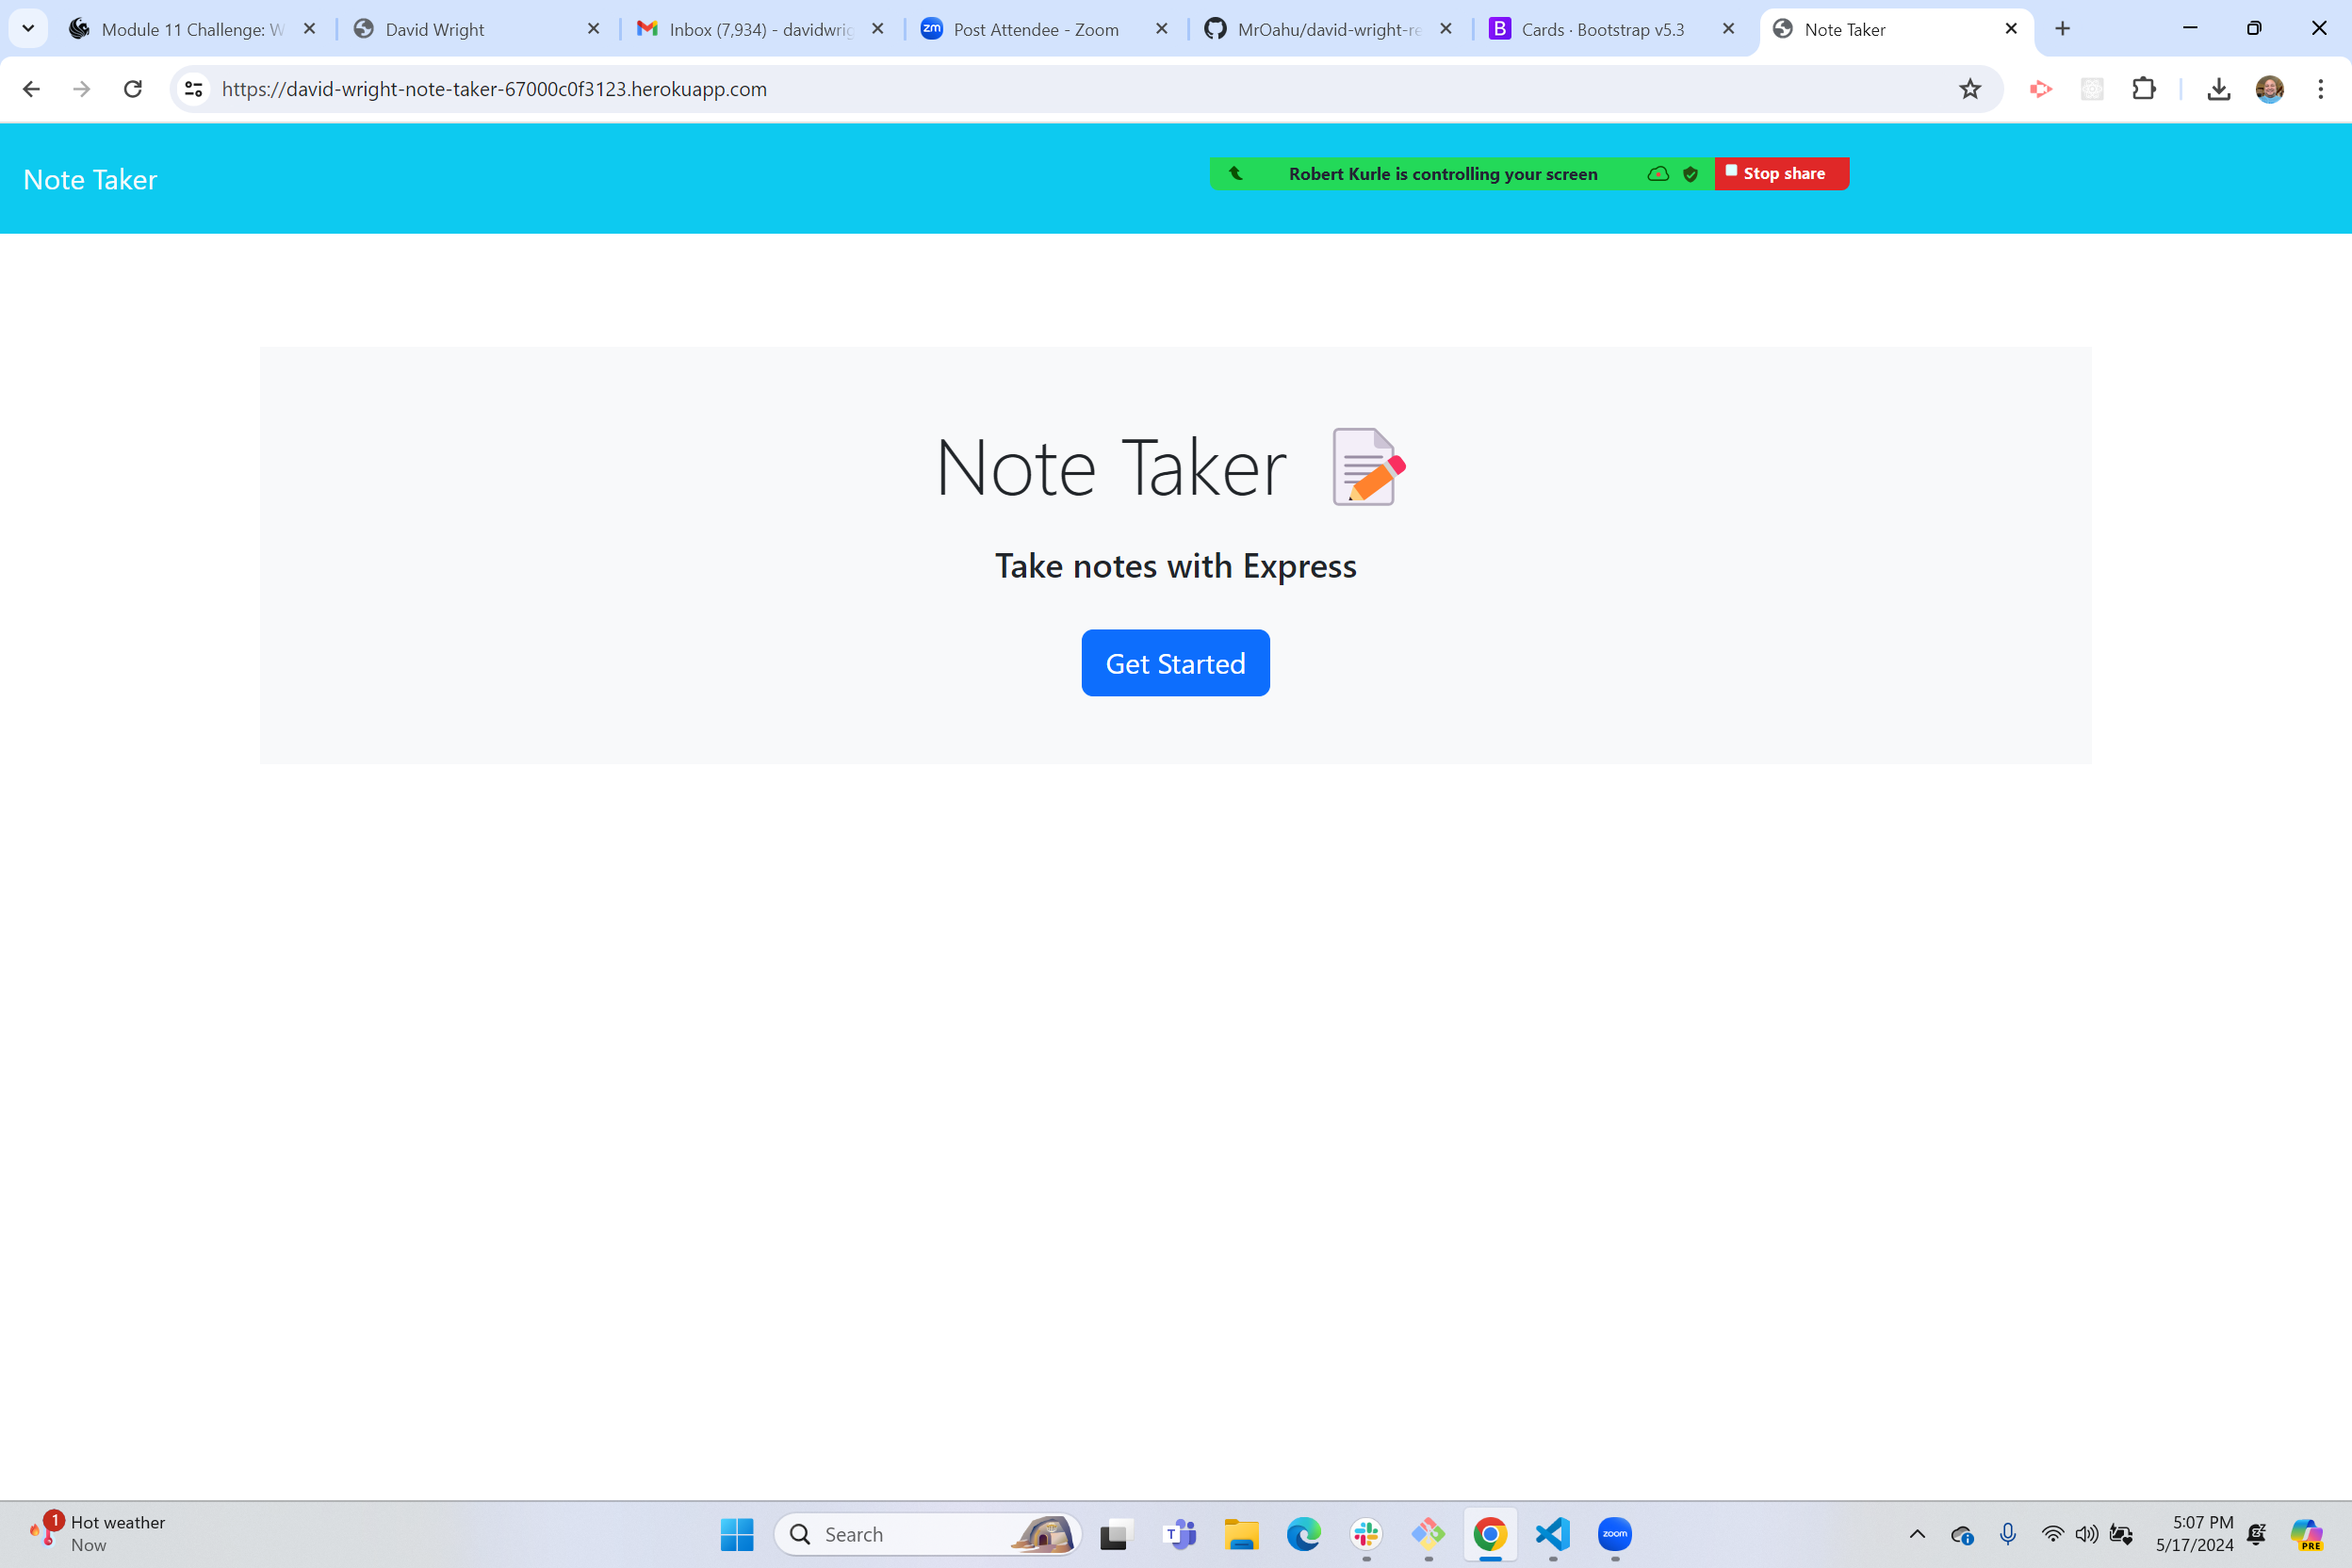 Module 11 Challenge: W
David Wright
Inbox (7,934) - davidwrig
zm
Post Attendee - Zoom
MrOahu/david-wright-re
B
Cards · Bootstrap v5.3
Note Taker
https://david-wright-note-taker-67000c0f3123.herokuapp.com
Note Taker
Robert Kurle is controlling your screen
Stop share
Note Taker
Take notes with Express
Get Started
1
Hot weather
Now
Search
T
zoom
5:07 PM
5/17/2024
PRE